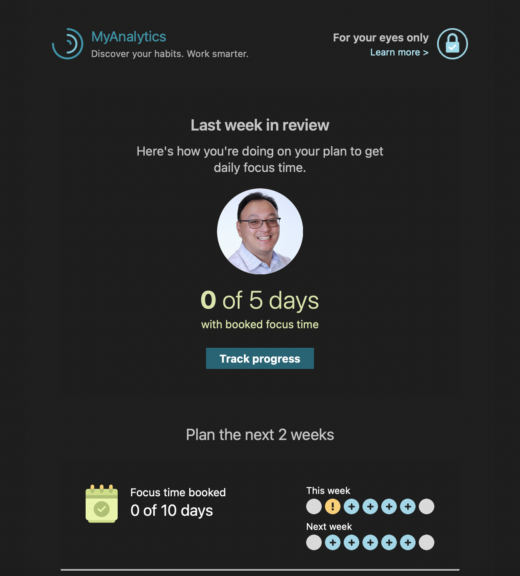 MyAnalytics
Discover your habits. Work smarter.
For your eyes only
Learn more >
Last week in review
Here's how you're doing on your plan to get
daily focus time.
0 of 5 days
with booked focus time
Track progress
Plan the next 2 weeks
Focus time booked
0 of 10 days
This week
! + + + +
Next week
+ + + + +